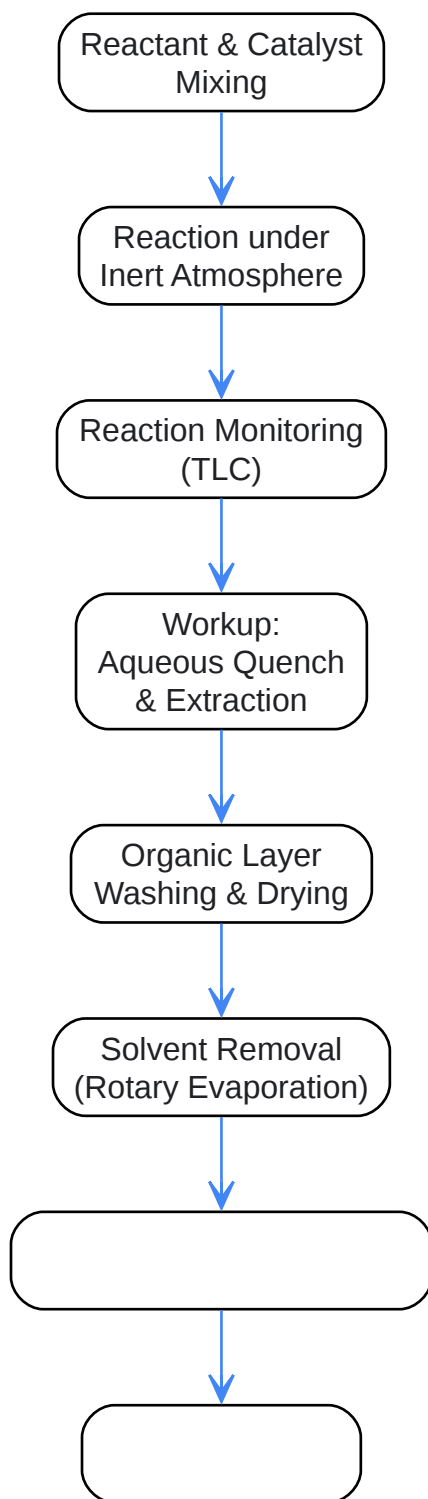 Reactant & Catalyst
Mixing
Reaction under
Inert Atmosphere
Reaction Monitoring
(TLC)
Workup:
Aqueous Quench
& Extraction
Organic Layer
Washing & Drying
Solvent Removal
(Rotary Evaporation)